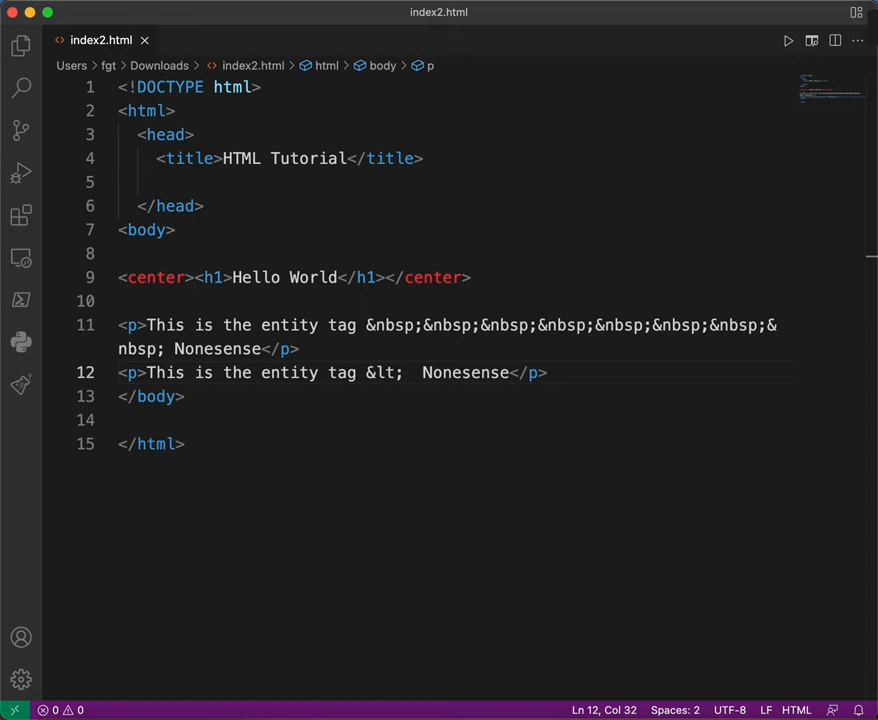 index2.html
index2.html
Users > fgt > Downloads > index2.html > html > body > p
1 <!DOCTYPE html>
2 <html>
3 <head>
4 <title>HTML Tutorial</title>
5
6 </head>
7 <body>
8
9 <center><h1>Hello World</h1></center>
10
11 <p>This is the entity tag &nbsp;&nbsp;&nbsp;&nbsp;&nbsp;&nbsp;&nbsp;&
nbsp; Nonesense</p>
12 <p>This is the entity tag &lt;  Nonesense</p>
13 </body>
14
15 </html>
0 0 Ln 12, Col 32 Spaces: 2 UTF-8 LF HTML